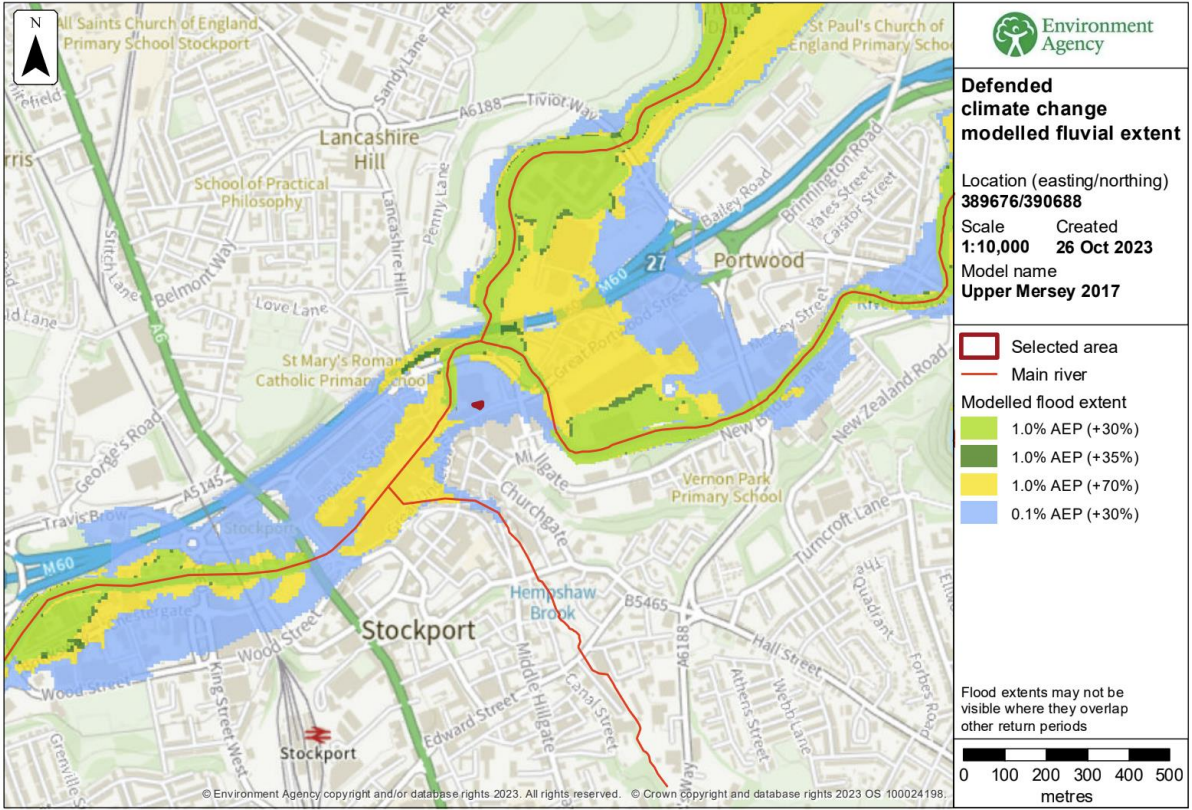 N
All Saints Church of England
Primary School Stockport
Sandy Lane
St Paul's Church of
England Primary Schoo
A6188
Tiviot Way
Lancashire
Hill
rris
School of Practical
Philosophy
Stitch Lane
Belmont Way
Lancashire Hill
Penny Lane
Love Lane
A6
St Mary's Roman
Catholic Primary School
M60
27
Bailey Road
Brinnington Road
Yates Street
Carstor Street
Portwood
Great Portwood Street
New Zealand Road
George's Road
A5145
Travis Brow
Stockport
M60
Millgate
Churchgate
Vernon Park
Primary School
Turncroft Lane
The
Quadrant
Hempshaw
Brook
B5465
Wood Street
Wood Street
Stockport
King Street West
A6188
Hall Street
Forbes Ro
Edward Street
Middle Hillgate
Canal Street
Athens Street
Webb Lane
Stockport
Way
© Environment Agency copyright and/or database rights 2023. All rights reserved. © Crown copyright and database rights 2023 OS 100024198.
Environment
Agency
Defended
climate change
modelled fluvial extent
Location (easting/northing)
389676/390688
Scale Created
1:10,000 26 Oct 2023
Model name
Upper Mersey 2017
Selected area
Main river
Modelled flood extent
1.0% AEP (+30%)
1.0% AEP (+35%)
1.0% AEP (+70%)
0.1% AEP (+30%)
Flood extents may not be
visible where they overlap
other return periods
0 100 200 300 400 500
metres